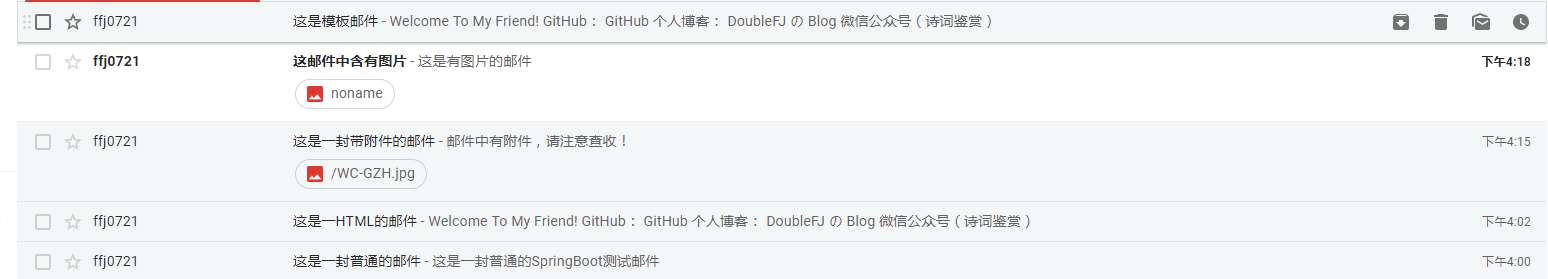 ffj0721 这是模板邮件 - Welcome To My Friend! GitHub： GitHub 个人博客： DoubleFJ の Blog 微信公众号（诗词鉴赏）
ffj0721 这邮件中含有图片 - 这是有图片的邮件 下午4:18
noname
ffj0721 这是一封带附件的邮件 - 邮件中有附件，请注意查收！ 下午4:15
/WC-GZH.jpg
ffj0721 这是一HTML的邮件 - Welcome To My Friend! GitHub： GitHub 个人博客： DoubleFJ の Blog 微信公众号（诗词鉴赏） 下午4:02
ffj0721 这是一封普通的邮件 - 这是一封普通的SpringBoot测试邮件 下午4:00